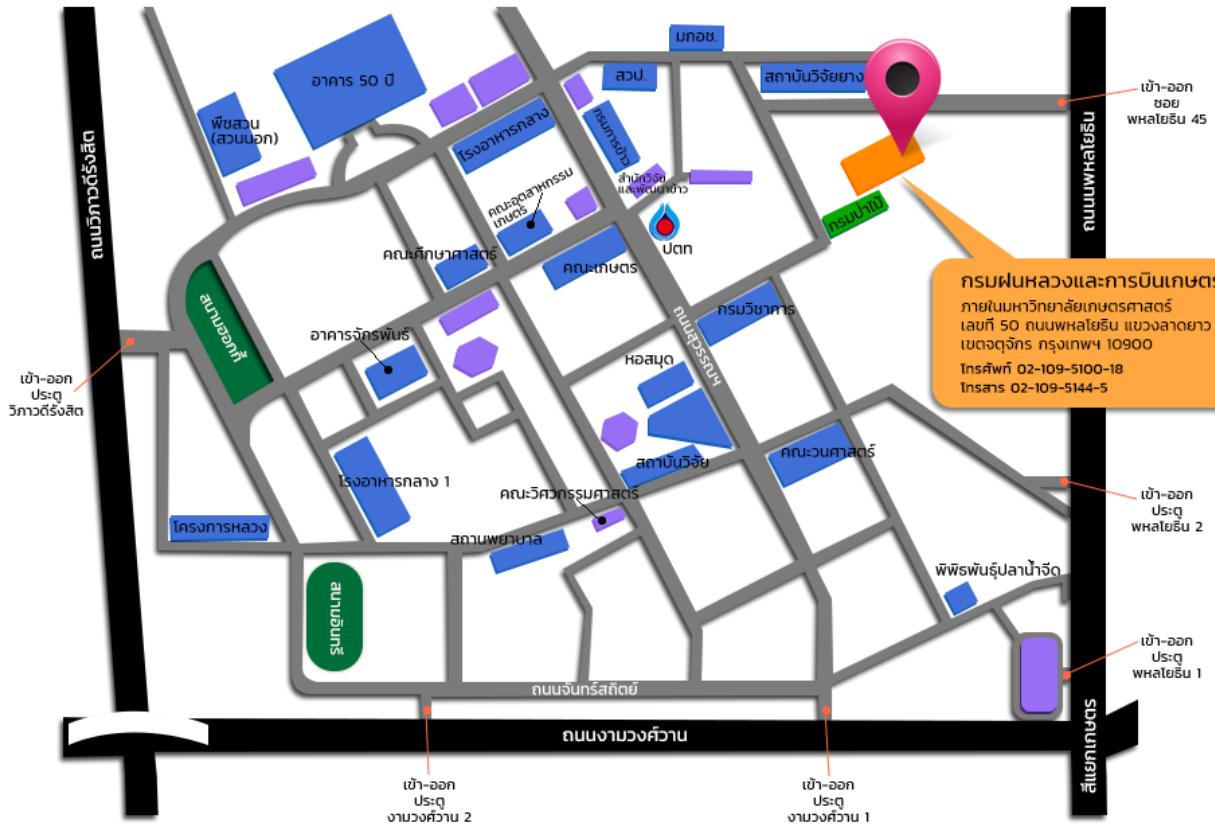 มกอช.
สวป.
สถาบันวิจัยยาง
อาคาร 50 ปี
เข้า-ออก
ซอย
พหลโยธิน 45
พืชสวน
(สวนนอก)
โรงอาหารกลาง
กรมการข้าว
สำนักวิจัย
และพัฒนาข้าว
คณะอุตสาหกรรม
เกษตร
กรมป่าไม้
ถนนวิภาวดีรังสิต
ถนนพหลโยธิน
ปตท
คณะศึกษาศาสตร์
คณะเกษตร
กรมฝนหลวงและการบินเกษตร
ภายในมหาวิทยาลัยเกษตรศาสตร์
เลขที่ 50 ถนนพหลโยธิน แขวงลาดยาว
เขตจตุจักร กรุงเทพฯ 10900
โทรศัพท์ 02-109-5100-18
โทรสาร 02-109-5144-5
สนามฮอกกี้
กรมวิชาการ
ถนนสุวรรณฯ
อาคารจักรพันธ์
หอสมุด
เข้า-ออก
ประตู
วิภาวดีรังสิต
สถาบันวิจัย
คณะวนศาสตร์
โรงอาหารกลาง 1
คณะวิศวกรรมศาสตร์
เข้า-ออก
ประตู
พหลโยธิน 2
โครงการหลวง
สถานพยาบาล
พิพิธพันธุ์ปลาน้ำจืด
สนามอินทรี
เข้า-ออก
ประตู
พหลโยธิน 1
ถนนจันทร์สถิตย์
ถนนงามวงศ์วาน
สี่แยกเกษตร
เข้า-ออก
ประตู
งามวงศ์วาน 2
เข้า-ออก
ประตู
งามวงศ์วาน 1